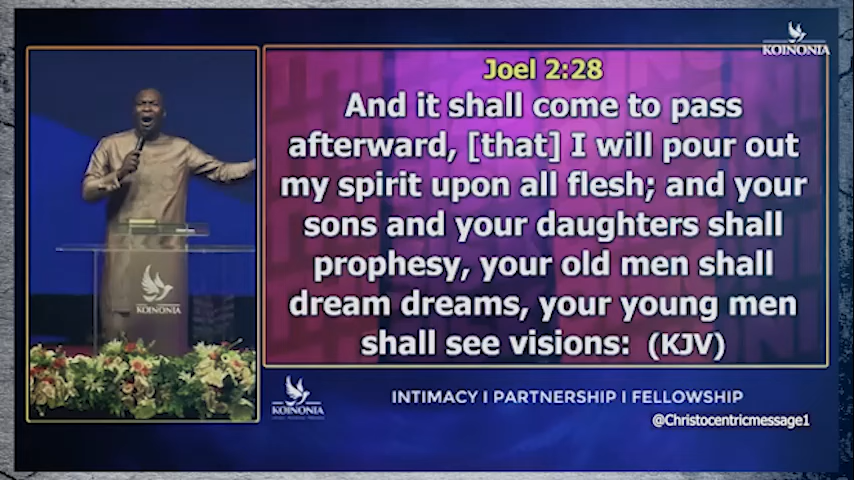 KOINONIA
Joel 2:28
And it shall come to pass
afterward, [that] I will pour out
my spirit upon all flesh; and your
sons and your daughters shall
prophesy, your old men shall
dream dreams, your young men
shall see visions: (KJV)
KOINONIA
KOINONIA
INTIMACY I PARTNERSHIP I FELLOWSHIP
@Christocentricmessage1